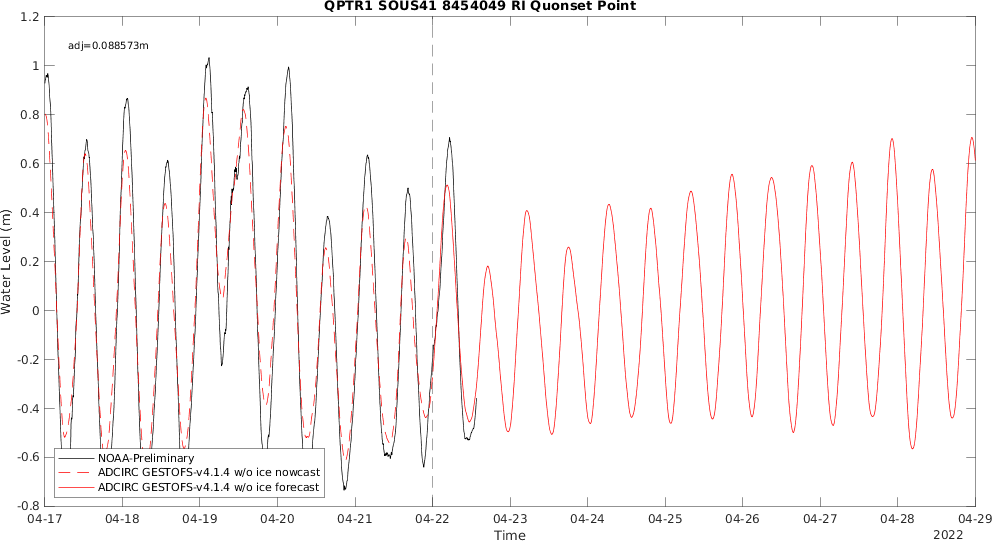 QPTR1 SOUS41 8454049 RI Quonset Point
adj=0.088573m
Water Level (m)
1.2
1
0.8
0.6
0.4
0.2
0
-0.2
-0.4
-0.6
-0.8
NOAA-Preliminary
ADCIRC GESTOFS-v4.1.4 w/o ice nowcast
ADCIRC GESTOFS-v4.1.4 w/o ice forecast
04-17 04-18 04-19 04-20 04-21 04-22 04-23 04-24 04-25 04-26 04-27 04-28 04-29
Time
2022